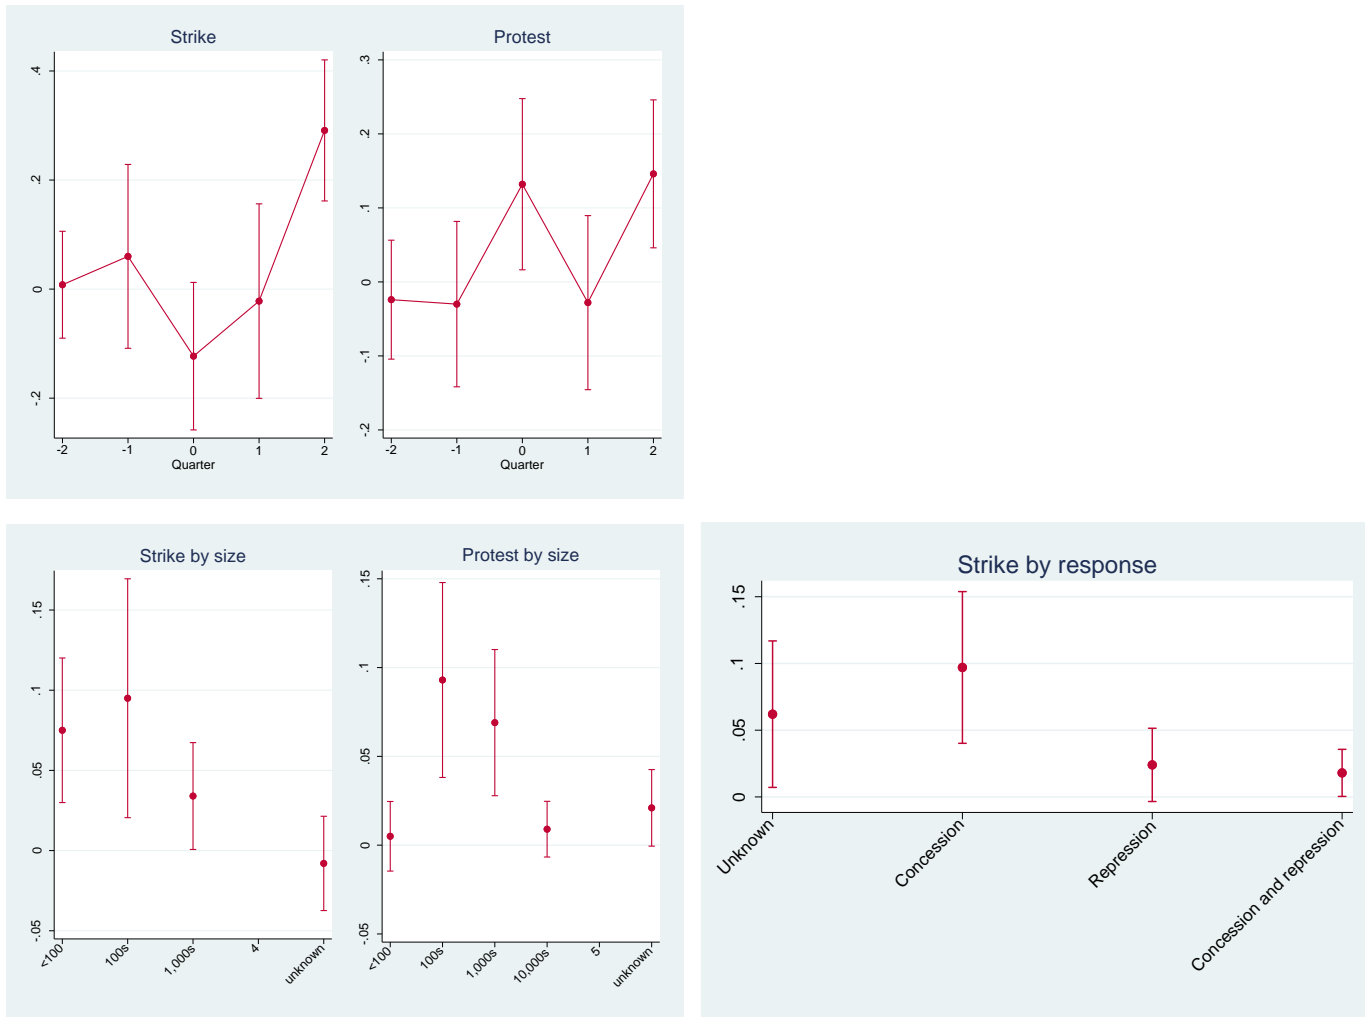 Strike
.4
.2
0
-.2
-2 -1 0 1 2
Quarter
Protest
.3
.2
.1
0
-.1
-.2
-2 -1 0 1 2
Quarter
Strike by size
.15
.1
.05
0
-.05
<100 100s 1,000s 4 unknown
Protest by size
.15
.1
.05
0
-.05
<100 100s 1,000s 10,000s 5 unknown
Strike by response
.15
.1
.05
0
Unknown
Concession
Repression
Concession and repression